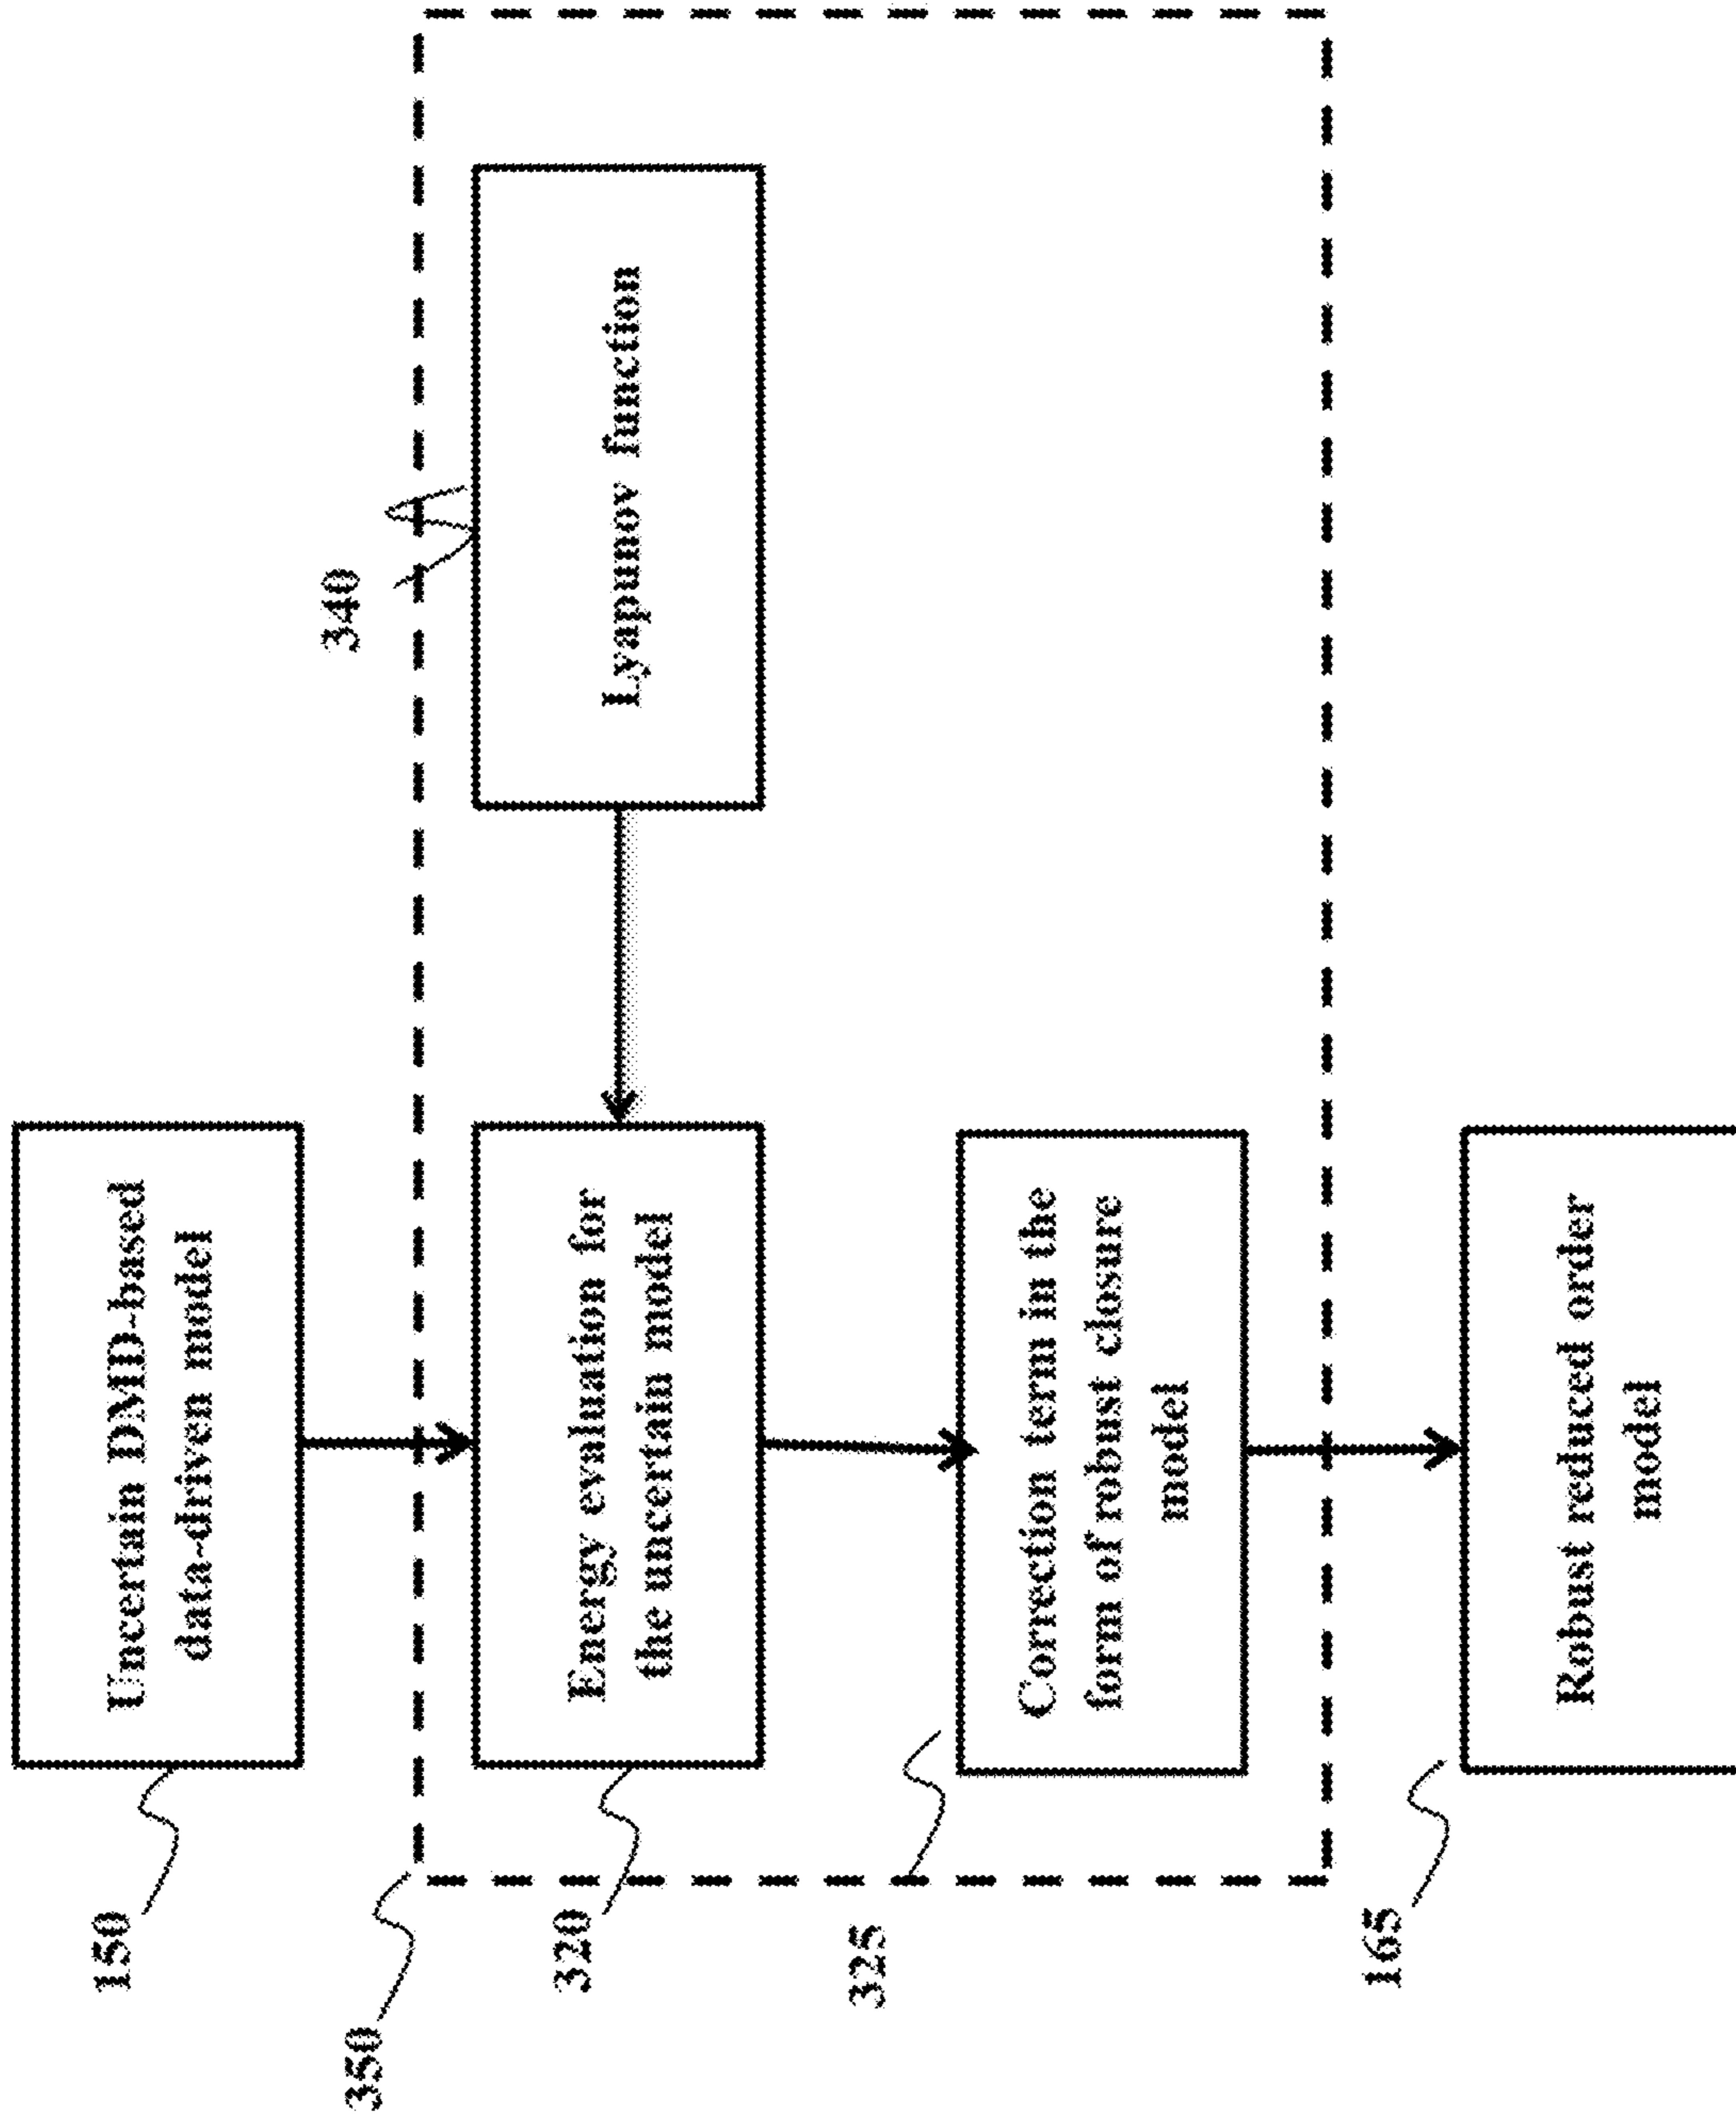 150
Uncertain DMD-based
data-driven model
350
340
320
Energy evaluation for
the uncertain model
Lyapunov function
325
Correction term in the
form of robust closure
model
165
Robust reduced order
model